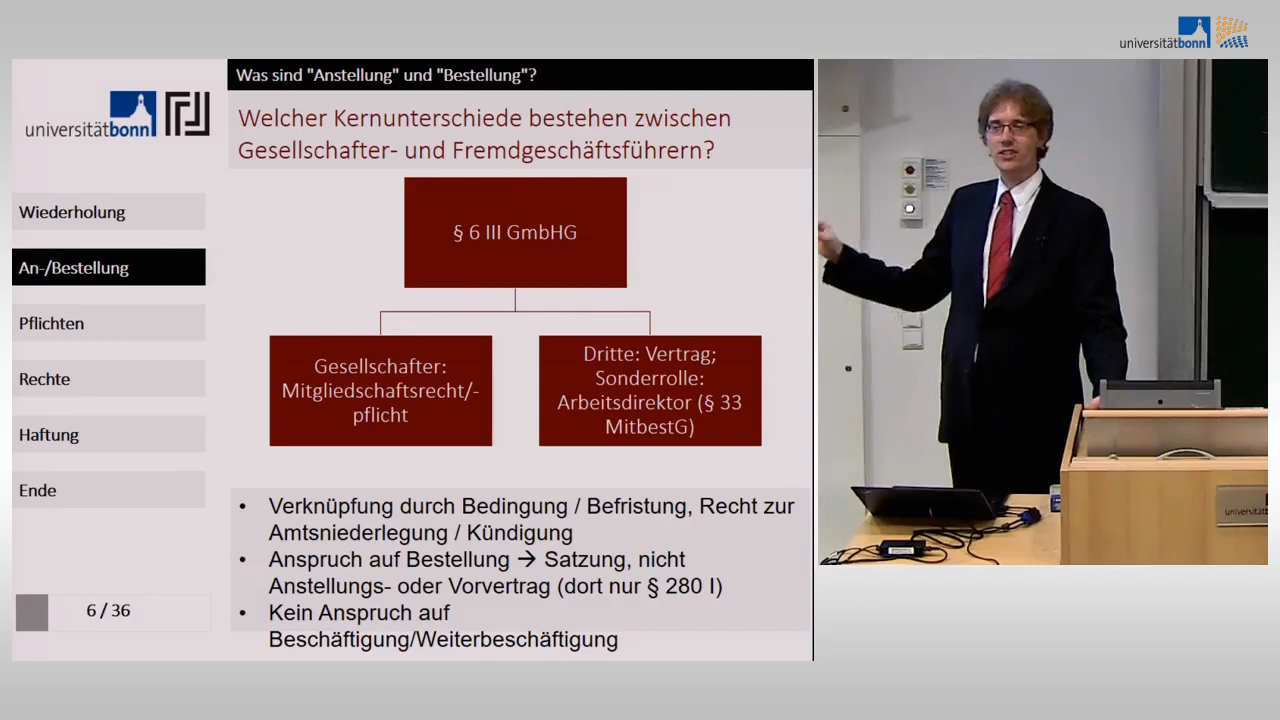 universitätbonn
Was sind "Anstellung" und "Bestellung"?
universitätbonn
Welcher Kernunterschiede bestehen zwischen
Gesellschafter- und Fremdgeschäftsführern?
§ 6 III GmbHG
Gesellschafter:
Mitgliedschaftsrecht/-
pflicht
Dritte: Vertrag;
Sonderrolle:
Arbeitsdirektor (§ 33
MitbestG)
Wiederholung
An-/Bestellung
Pflichten
Rechte
Haftung
Ende
6 / 36
• Verknüpfung durch Bedingung / Befristung, Recht zur
Amtsniederlegung / Kündigung
• Anspruch auf Bestellung → Satzung, nicht
Anstellungs- oder Vorvertrag (dort nur § 280 I)
• Kein Anspruch auf
Beschäftigung/Weiterbeschäftigung